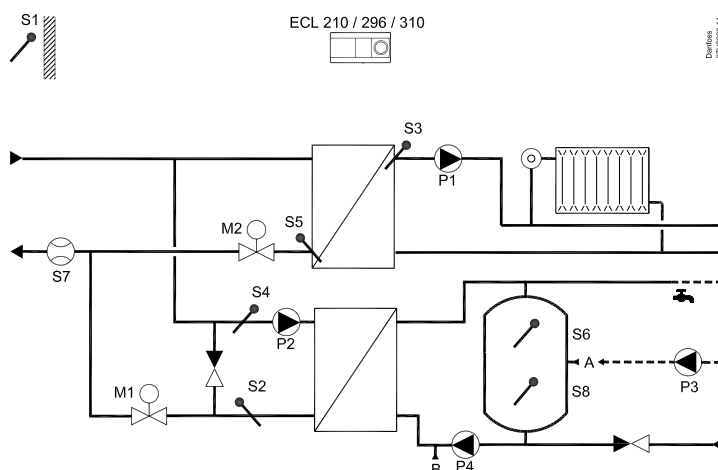 S1
ECL 210 / 296 / 310
Danfoss
S3
P1
M2
S5
S7
S4
P2
S6
A
S2
S8
P3
M1
P4
B